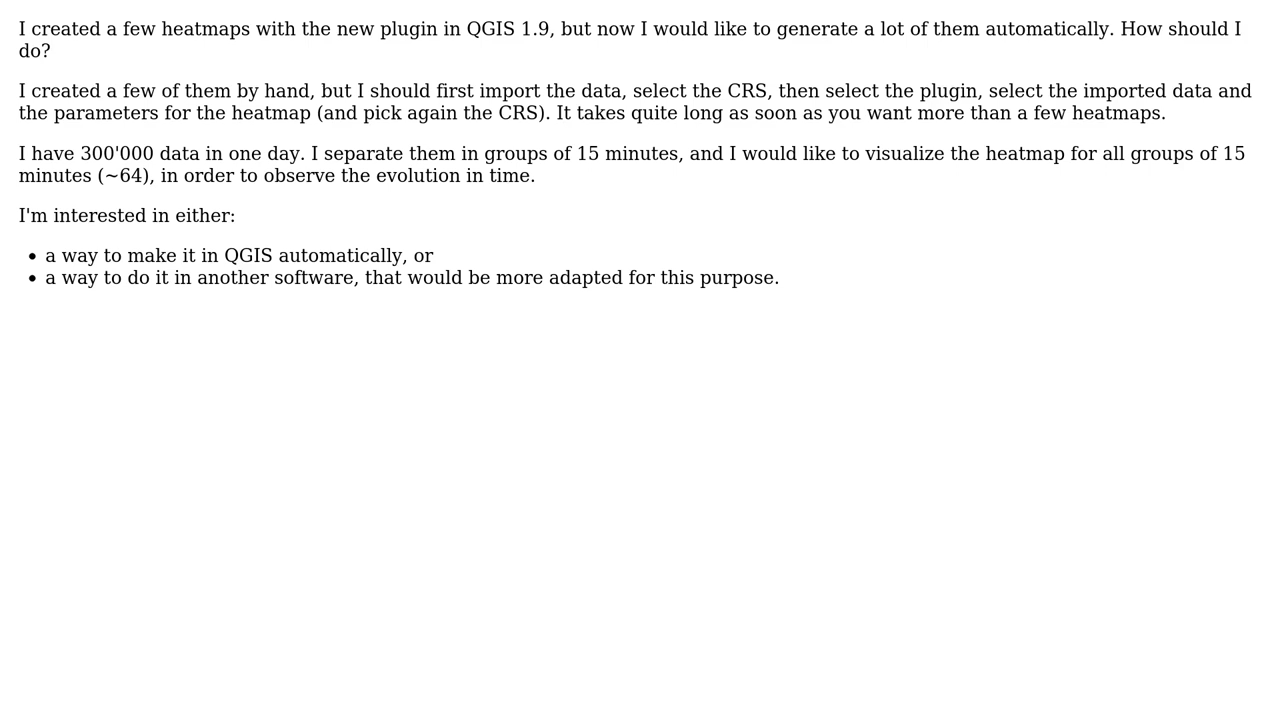 I created a few heatmaps with the new plugin in QGIS 1.9, but now I would like to generate a lot of them automatically. How should I
do?
I created a few of them by hand, but I should first import the data, select the CRS, then select the plugin, select the imported data and
the parameters for the heatmap (and pick again the CRS). It takes quite long as soon as you want more than a few heatmaps.
I have 300'000 data in one day. I separate them in groups of 15 minutes, and I would like to visualize the heatmap for all groups of 15
minutes (~64), in order to observe the evolution in time.
I'm interested in either:
• a way to make it in QGIS automatically, or
• a way to do it in another software, that would be more adapted for this purpose.